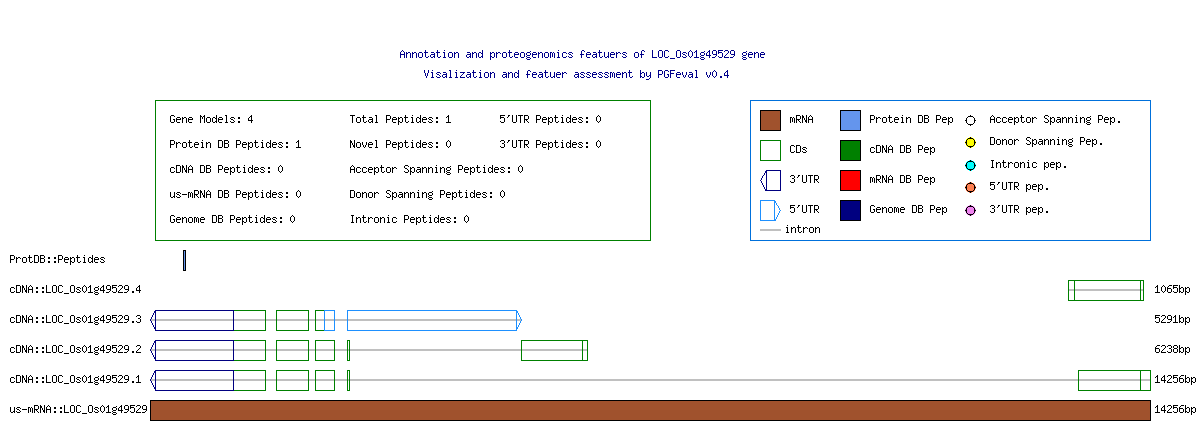 Annotation and proteogenomics featuers of LOC_Os01g49529 gene
Visalization and featuer assessment by PGFeval v0.4
Gene Models: 4 Total Peptides: 1 5'UTR Peptides: 0
Protein DB Peptides: 1 Novel Peptides: 0 3'UTR Peptides: 0
cDNA DB Peptides: 0 Acceptor Spanning Peptides: 0
us-mRNA DB Peptides: 0 Donor Spanning Peptides: 0
Genome DB Peptides: 0 Intronic Peptides: 0
mRNA Protein DB Pep Acceptor Spanning Pep.
CDs cDNA DB Pep Donor Spanning Pep.
3'UTR mRNA DB Pep Intronic pep.
5'UTR Genome DB Pep 5'UTR pep.
intron 3'UTR pep.
ProtDB::Peptides
cDNA::LOC_Os01g49529.4 1065bp
cDNA::LOC_Os01g49529.3 5291bp
cDNA::LOC_Os01g49529.2 6238bp
cDNA::LOC_Os01g49529.1 14256bp
us-mRNA::LOC_Os01g49529 14256bp